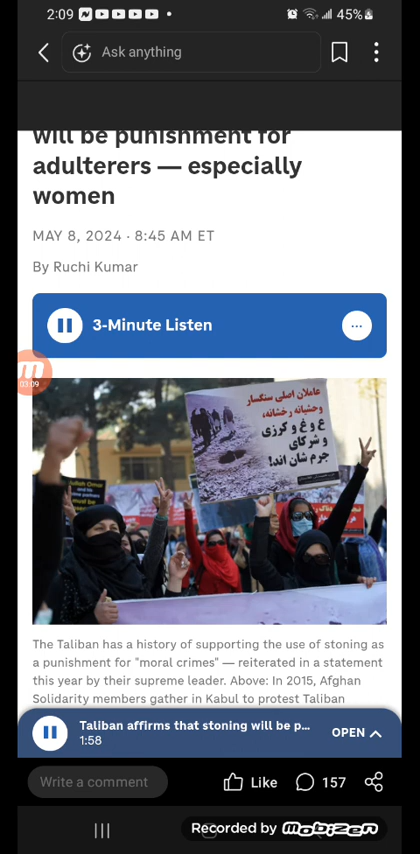 2:09
45%
Ask anything
will be punishment for
adulterers — especially
women
MAY 8, 2024 · 8:45 AM ET
By Ruchi Kumar
3-Minute Listen
03:09
عاملان اصلی سنگسار
وحشیانه رخشانه،
ع و غ و کرزی
و شرکای
جرم شان اند!
The Taliban has a history of supporting the use of stoning as
a punishment for "moral crimes" — reiterated in a statement
this year by their supreme leader. Above: In 2015, Afghan
Solidarity members gather in Kabul to protest Taliban
Taliban affirms that stoning will be p...
1:58
OPEN
Write a comment
Like
157
Recorded by mobizen